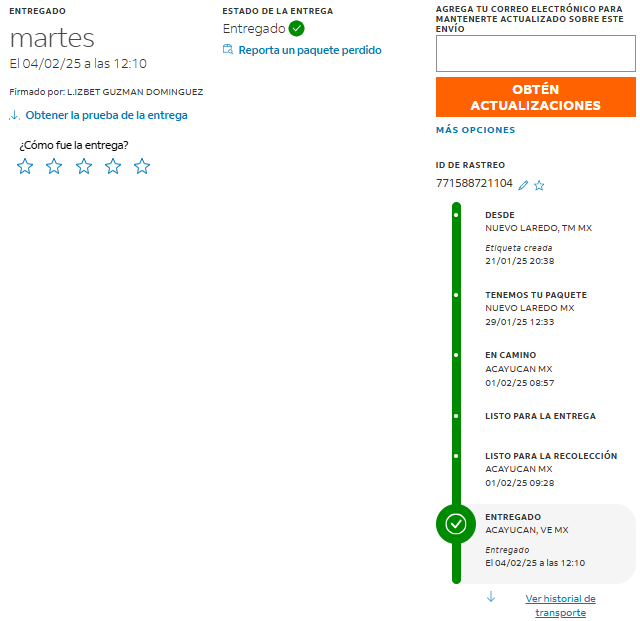 ENTREGADO
martes
El 04/02/25 a las 12:10
Firmado por: L.IZBET GUZMAN DOMINGUEZ
Obtener la prueba de la entrega
¿Cómo fue la entrega?
ESTADO DE LA ENTREGA
Entregado
Reporta un paquete perdido
AGREGA TU CORREO ELECTRÓNICO PARA
MANTENERTE ACTUALIZADO SOBRE ESTE
ENVÍO
OBTÉN
ACTUALIZACIONES
MÁS OPCIONES
ID DE RASTREO
771588721104
DESDE
NUEVO LAREDO, TM MX
Etiqueta creada
21/01/25 20:38
TENEMOS TU PAQUETE
NUEVO LAREDO MX
29/01/25 12:33
EN CAMINO
ACAYUCAN MX
01/02/25 08:57
LISTO PARA LA ENTREGA
LISTO PARA LA RECOLECCIÓN
ACAYUCAN MX
01/02/25 09:28
ENTREGADO
ACAYUCAN, VE MX
Entregado
El 04/02/25 a las 12:10
Ver historial de
transporte